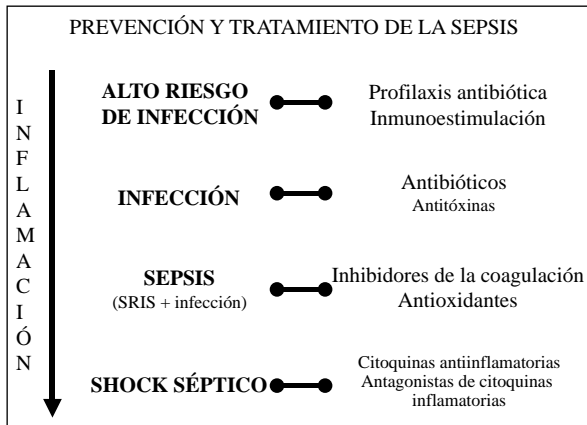 PREVENCIÓN Y TRATAMIENTO DE LA SEPSIS
INFLAMACIÓN
ALTO RIESGO
DE INFECCIÓN
Profilaxis antibiótica
Inmunoestimulación
INFECCIÓN
Antibióticos
Antitóxinas
SEPSIS
(SRIS + infección)
Inhibidores de la coagulación
Antioxidantes
SHOCK SÉPTICO
Citoquinas antiinflamatorias
Antagonistas de citoquinas
inflamatorias